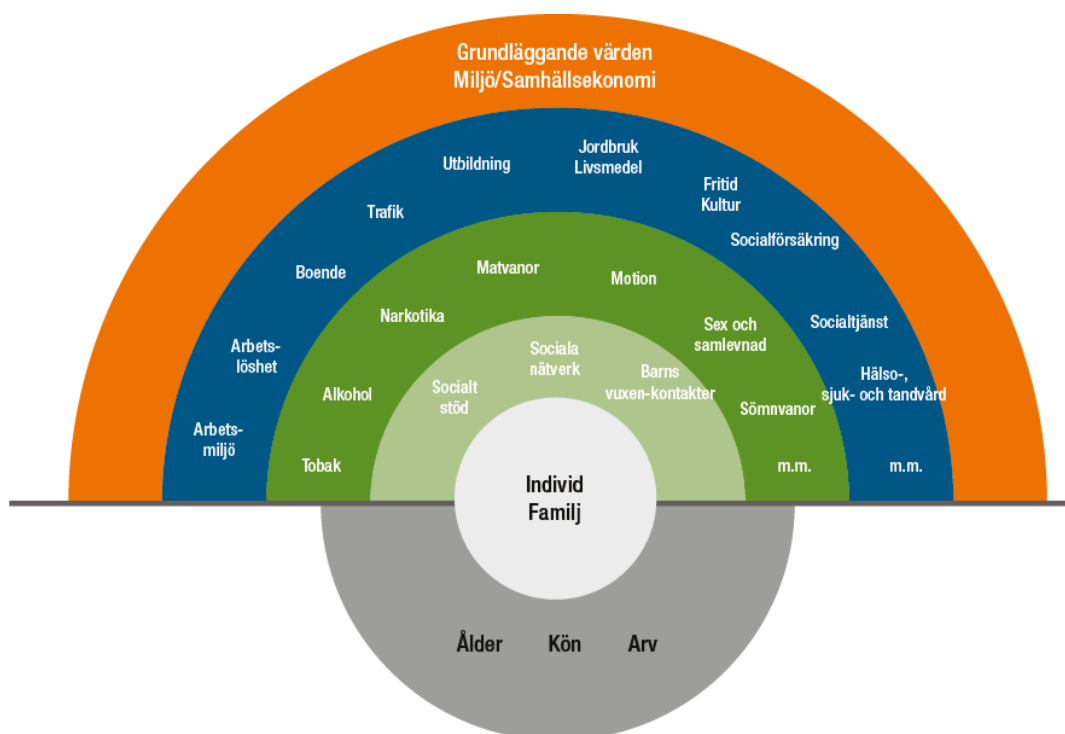 Grundläggande värden
Miljö/Samhällsekonomi
Arbets-
miljö
Arbets-
löshet
Boende
Trafik
Utbildning
Jordbruk
Livsmedel
Fritid
Kultur
Socialförsäkring
Socialtjänst
Hälso-,
sjuk- och tandvård
m.m.
Tobak
Alkohol
Narkotika
Matvanor
Motion
Sex och
samlevnad
Sömnvanor
m.m.
Socialt
stöd
Sociala
nätverk
Barns
vuxen-kontakter
Individ
Familj
Ålder Kön Arv